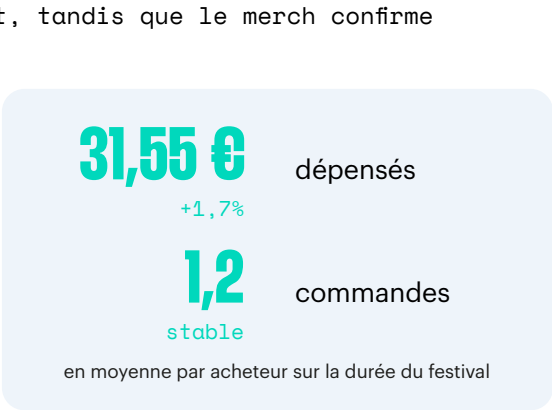 , tandis que le merch confirme
31,55 €
dépensés
+1,7%
1,2
commandes
stable
en moyenne par acheteur sur la durée du festival